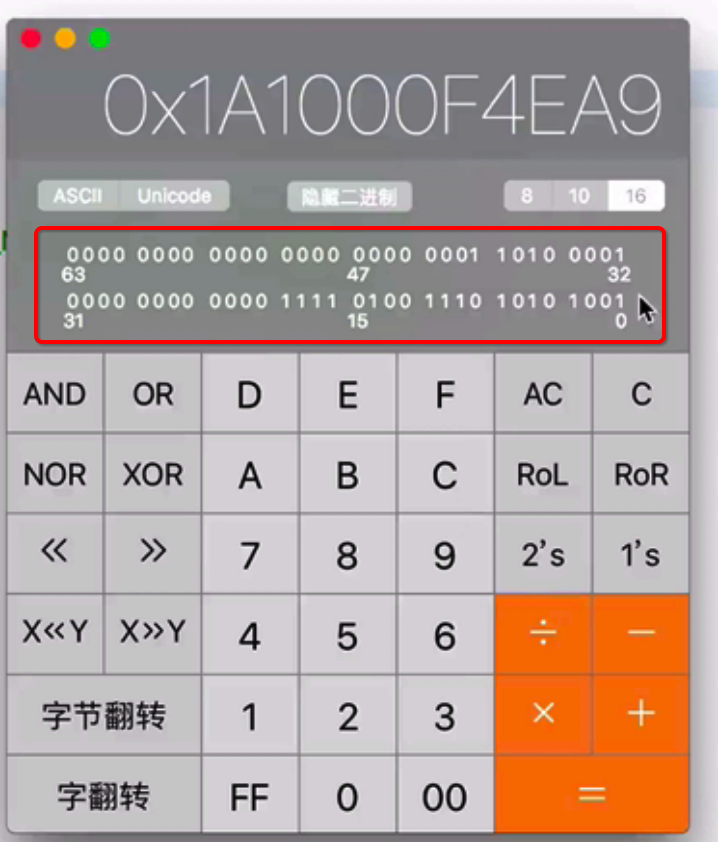 0x1A1000F4EA9
ASCII Unicode 隐藏二进制 8 10 16
0000 0000 0000 0000 0000 0001 1010 0001
63 47 32
0000 0000 0000 1111 0100 1110 1010 1001
31 15 0
AND OR D E F AC C
NOR XOR A B C RoL RoR
« » 7 8 9 2's 1's
X«Y X»Y 4 5 6 ÷ −
字节翻转 1 2 3 × +
字翻转 FF 0 00 =